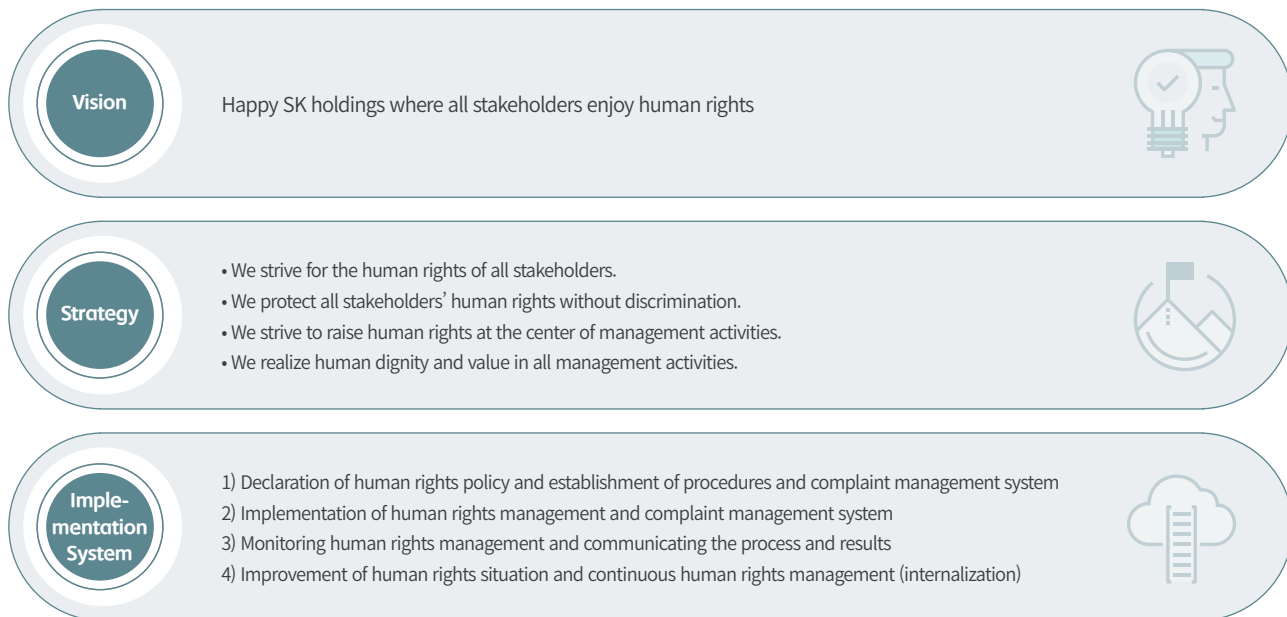 Vision
Happy SK holdings where all stakeholders enjoy human rights
Strategy
• We strive for the human rights of all stakeholders.
• We protect all stakeholders’ human rights without discrimination.
• We strive to raise human rights at the center of management activities.
• We realize human dignity and value in all management activities.
Imple-
mentation
System
1) Declaration of human rights policy and establishment of procedures and complaint management system
2) Implementation of human rights management and complaint management system
3) Monitoring human rights management and communicating the process and results
4) Improvement of human rights situation and continuous human rights management (internalization)